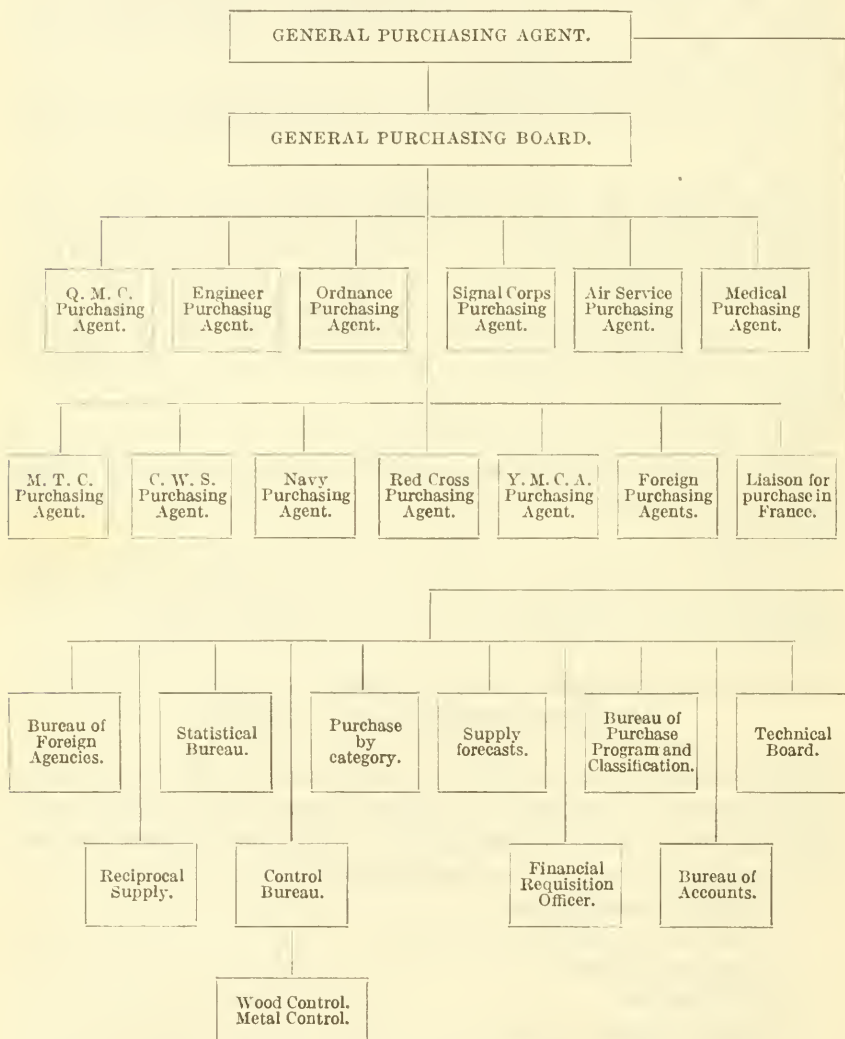 GENERAL PURCHASING AGENT.
GENERAL PURCHASING BOARD.
Q. M. C.
Purchasing
Agent.
Engineer
Purchasing
Agent.
Ordnance
Purchasing
Agent.
Signal Corps
Purchasing
Agent.
Air Service
Purchasing
Agent.
Medical
Purchasing
Agent.
M. T. C.
Purchasing
Agent.
C. W. S.
Purchasing
Agent.
Navy
Purchasing
Agent.
Red Cross
Purchasing
Agent.
Y. M. C. A.
Purchasing
Agent.
Foreign
Purchasing
Agents.
Liaison for
purchase in
France.
Bureau of
Foreign
Agencies.
Statistical
Bureau.
Purchase
by
category.
Supply
forecasts.
Bureau of
Purchase
Program and
Classification.
Technical
Board.
Reciprocal
Supply.
Control
Bureau.
Financial
Requisition
Officer.
Bureau of
Accounts.
Wood Control.
Metal Control.